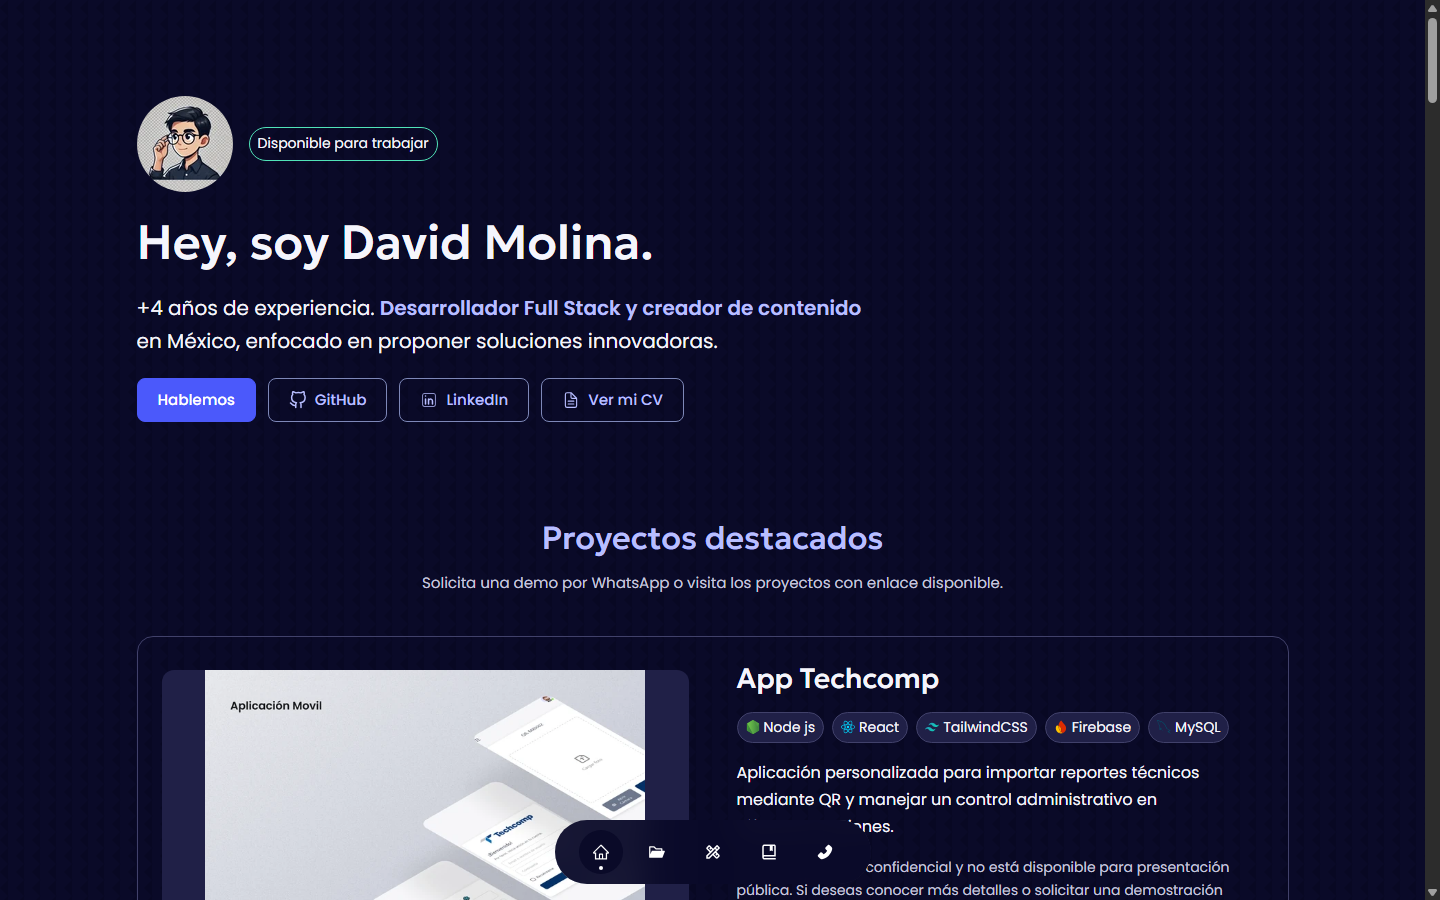 Disponible para trabajar
Hey, soy David Molina.
+4 años de experiencia. Desarrollador Full Stack y creador de contenido
en México, enfocado en proponer soluciones innovadoras.
Hablemos
GitHub
LinkedIn
Ver mi CV
Proyectos destacados
Solicita una demo por WhatsApp o visita los proyectos con enlace disponible.
Aplicación Movil
Techcomp
¡Bienvenido!
App Techcomp
Node js
React
TailwindCSS
Firebase
MySQL
Aplicación personalizada para importar reportes técnicos
mediante QR y manejar un control administrativo en
confidencial y no está disponible para presentación
pública. Si deseas conocer más detalles o solicitar una demostración